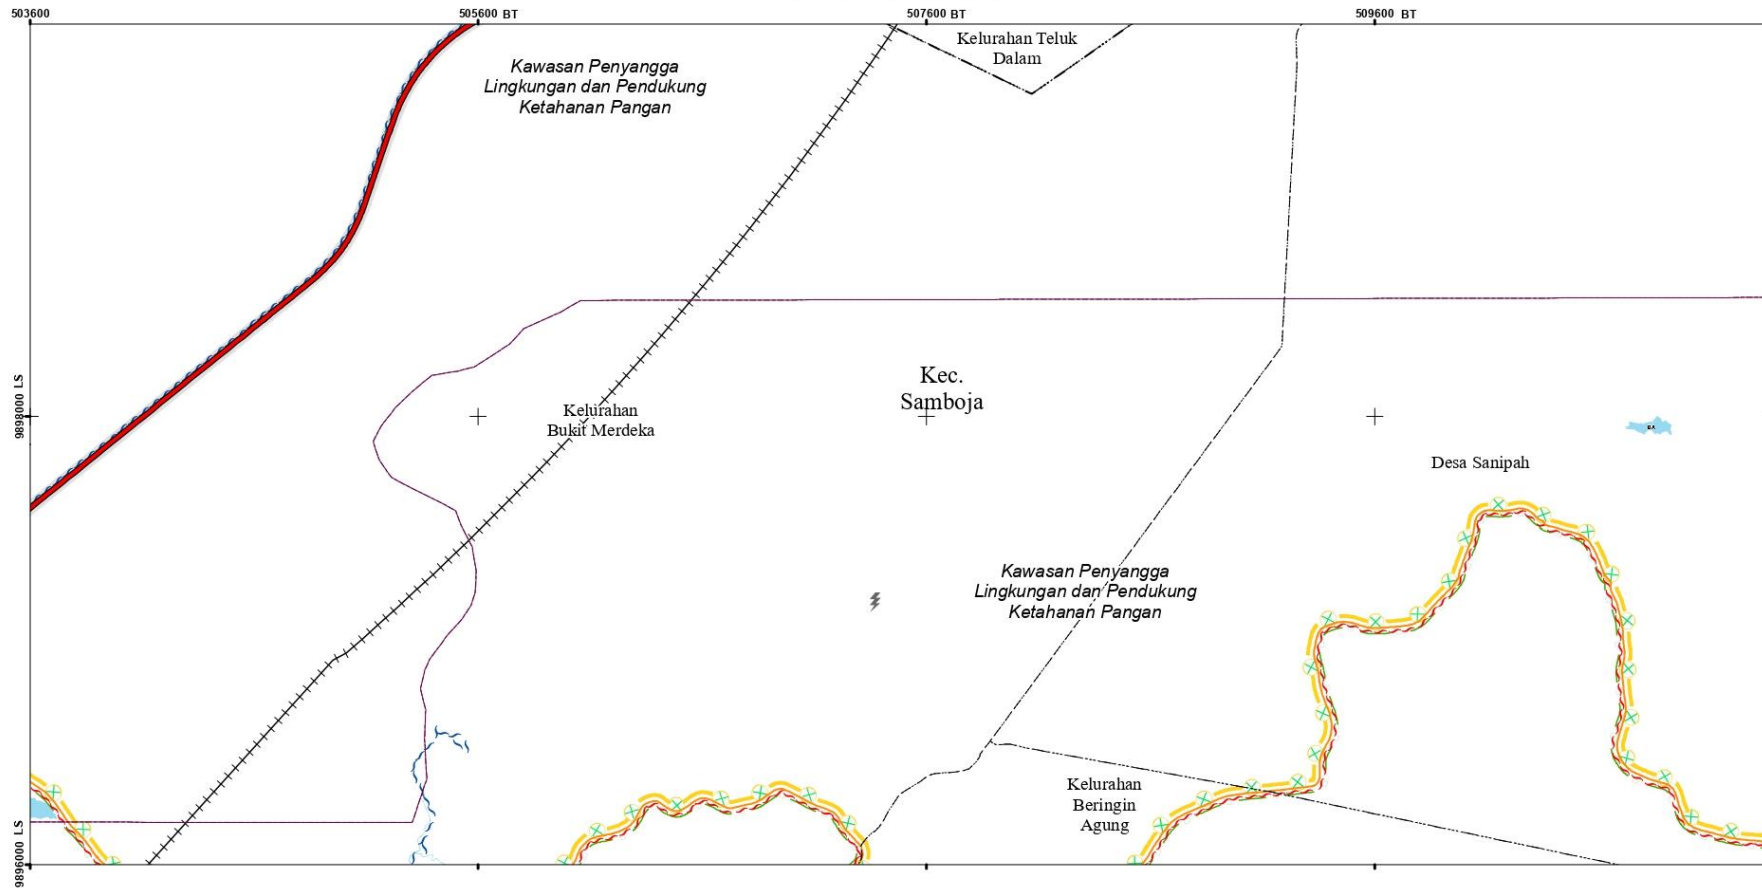 503600
505600 BT
507600 BT
509600 BT
Kelurahan Teluk
Dalam
Kawasan Penyangga
Lingkungan dan Pendukung
Ketahanan Pangan
Kec.
Samboja
9898000 LS
Kelurahan
Bukit Merdeka
Desa Sanipah
Kawasan Penyangga
Lingkungan dan Pendukung
Ketahanan Pangan
Kelurahan
Beringin
Agung
9896000 LS